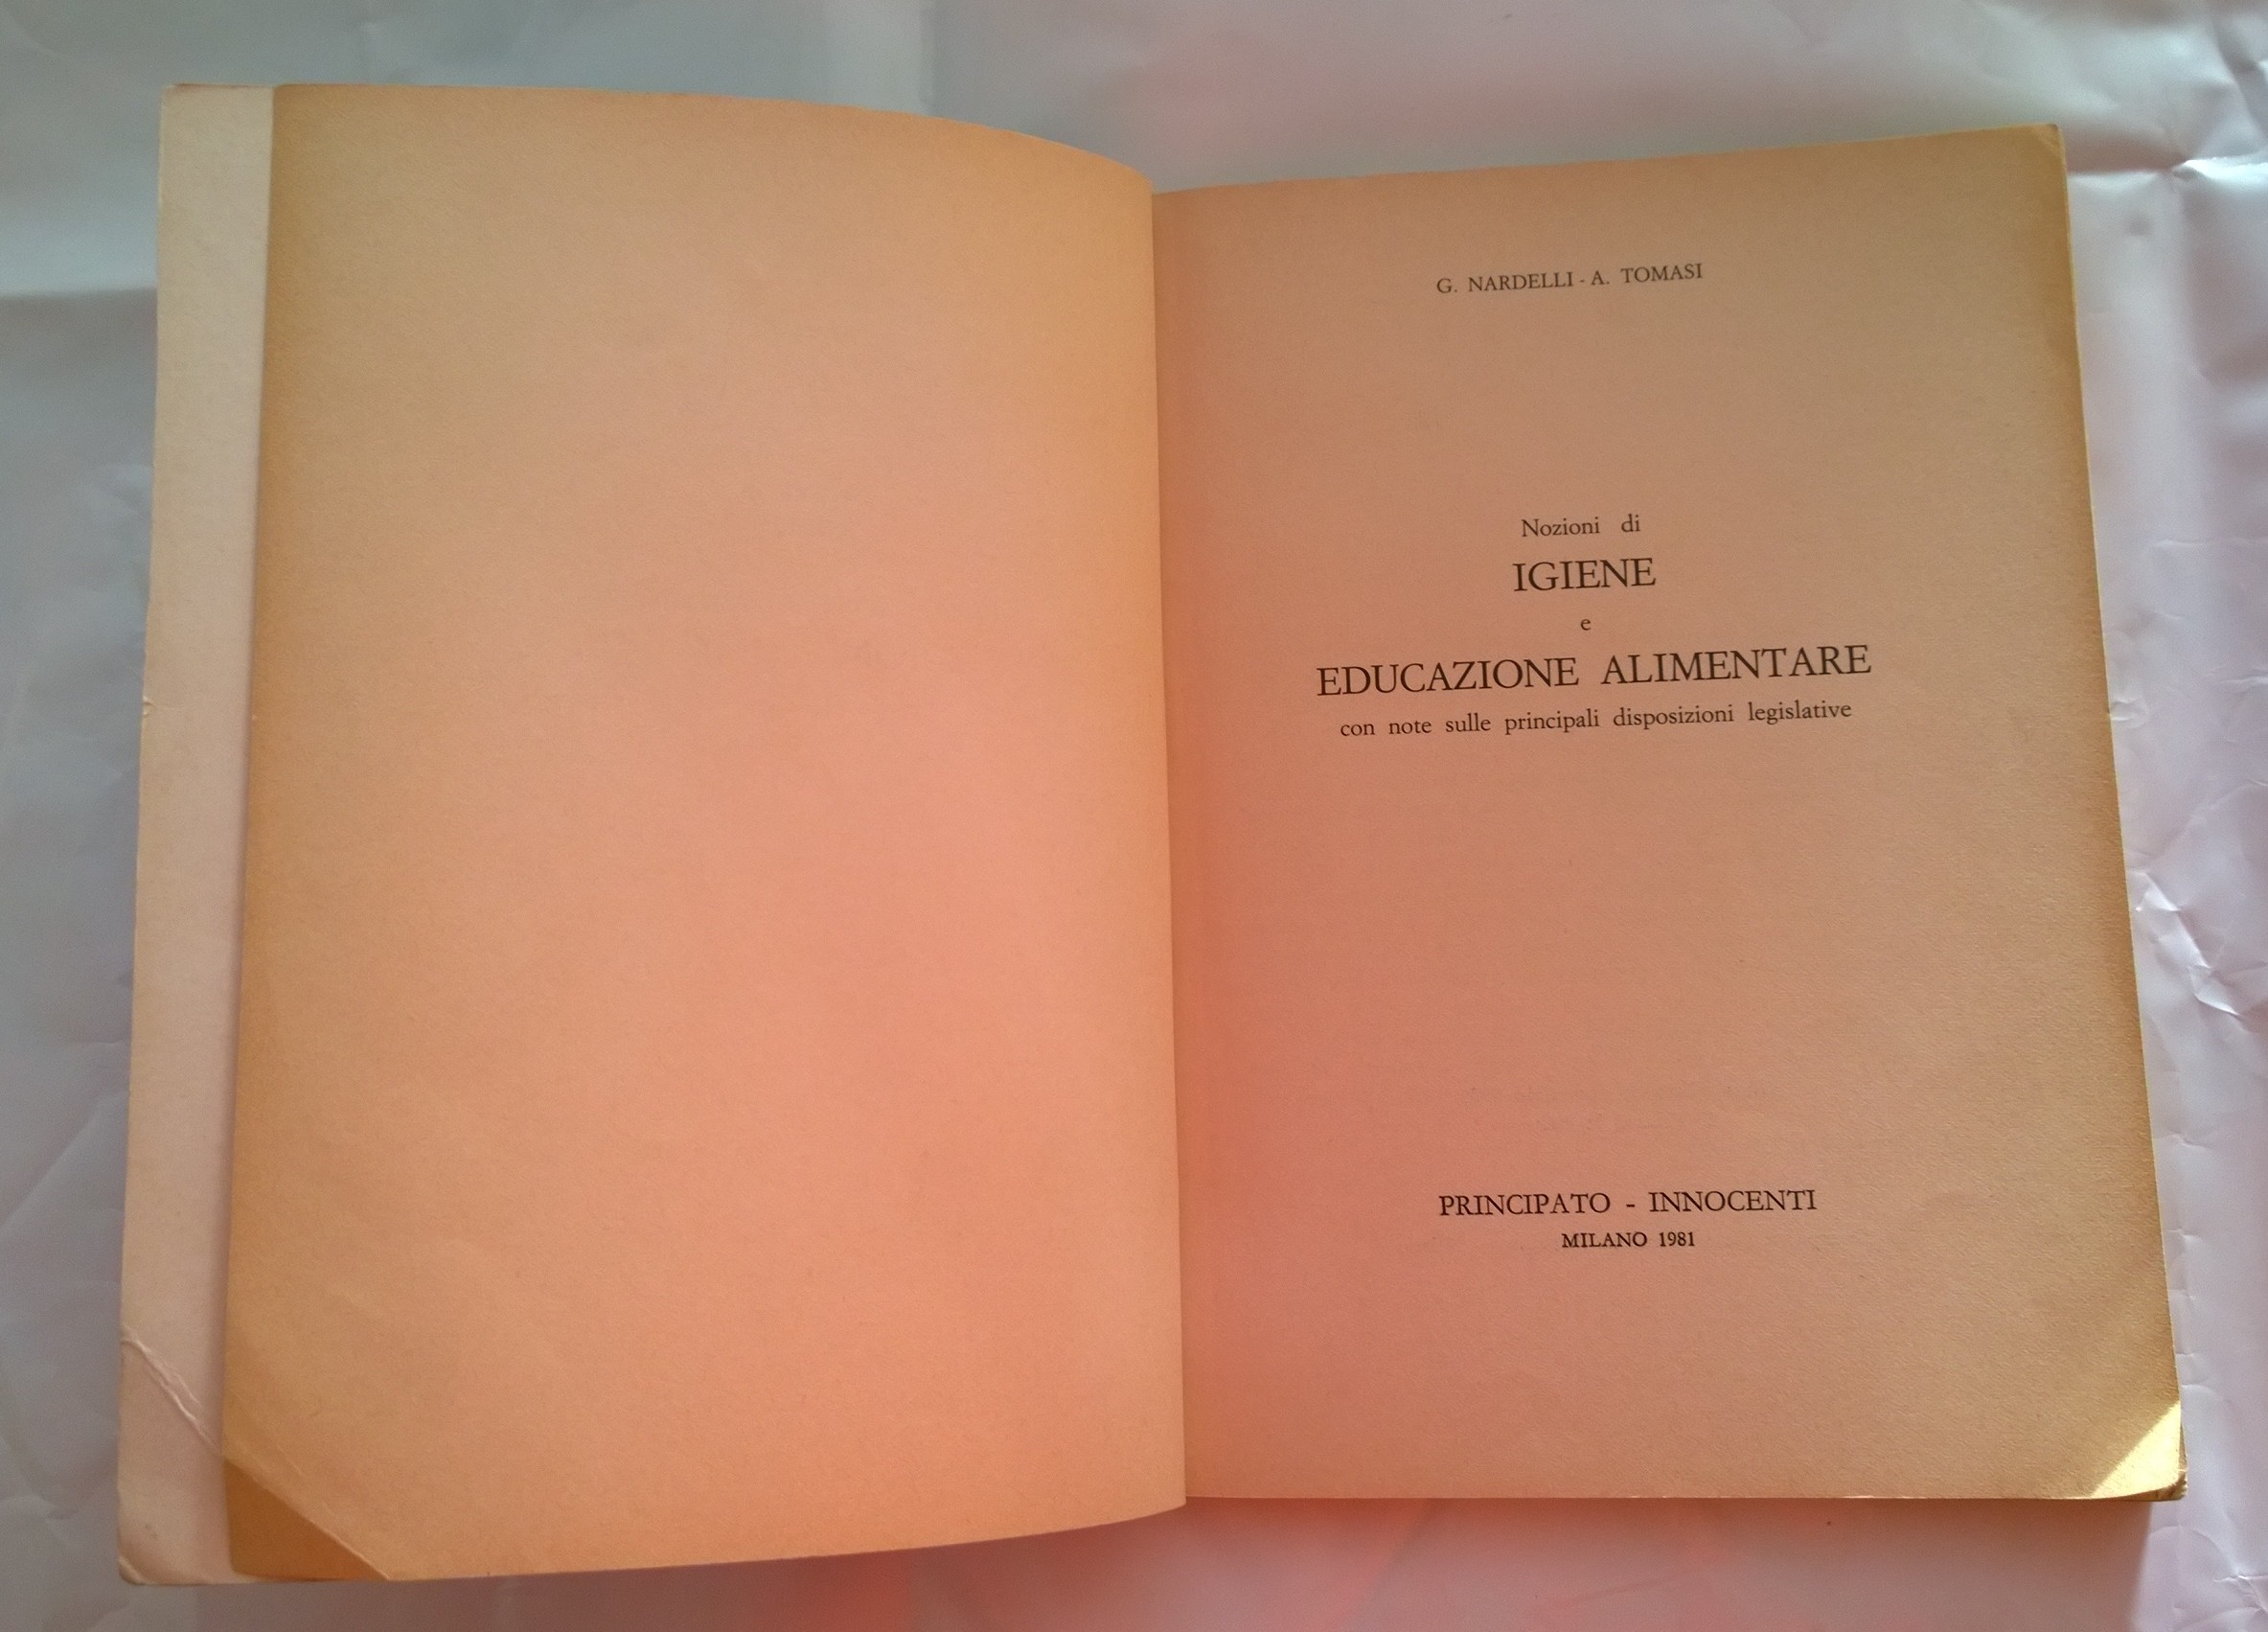 G. NARDELLI - A. TOMASI
Nozioni di
IGIENE
e
EDUCAZIONE ALIMENTARE
con note sulle principali disposizioni legislative
PRINCIPATO - INNOCENTI
MILANO 1981